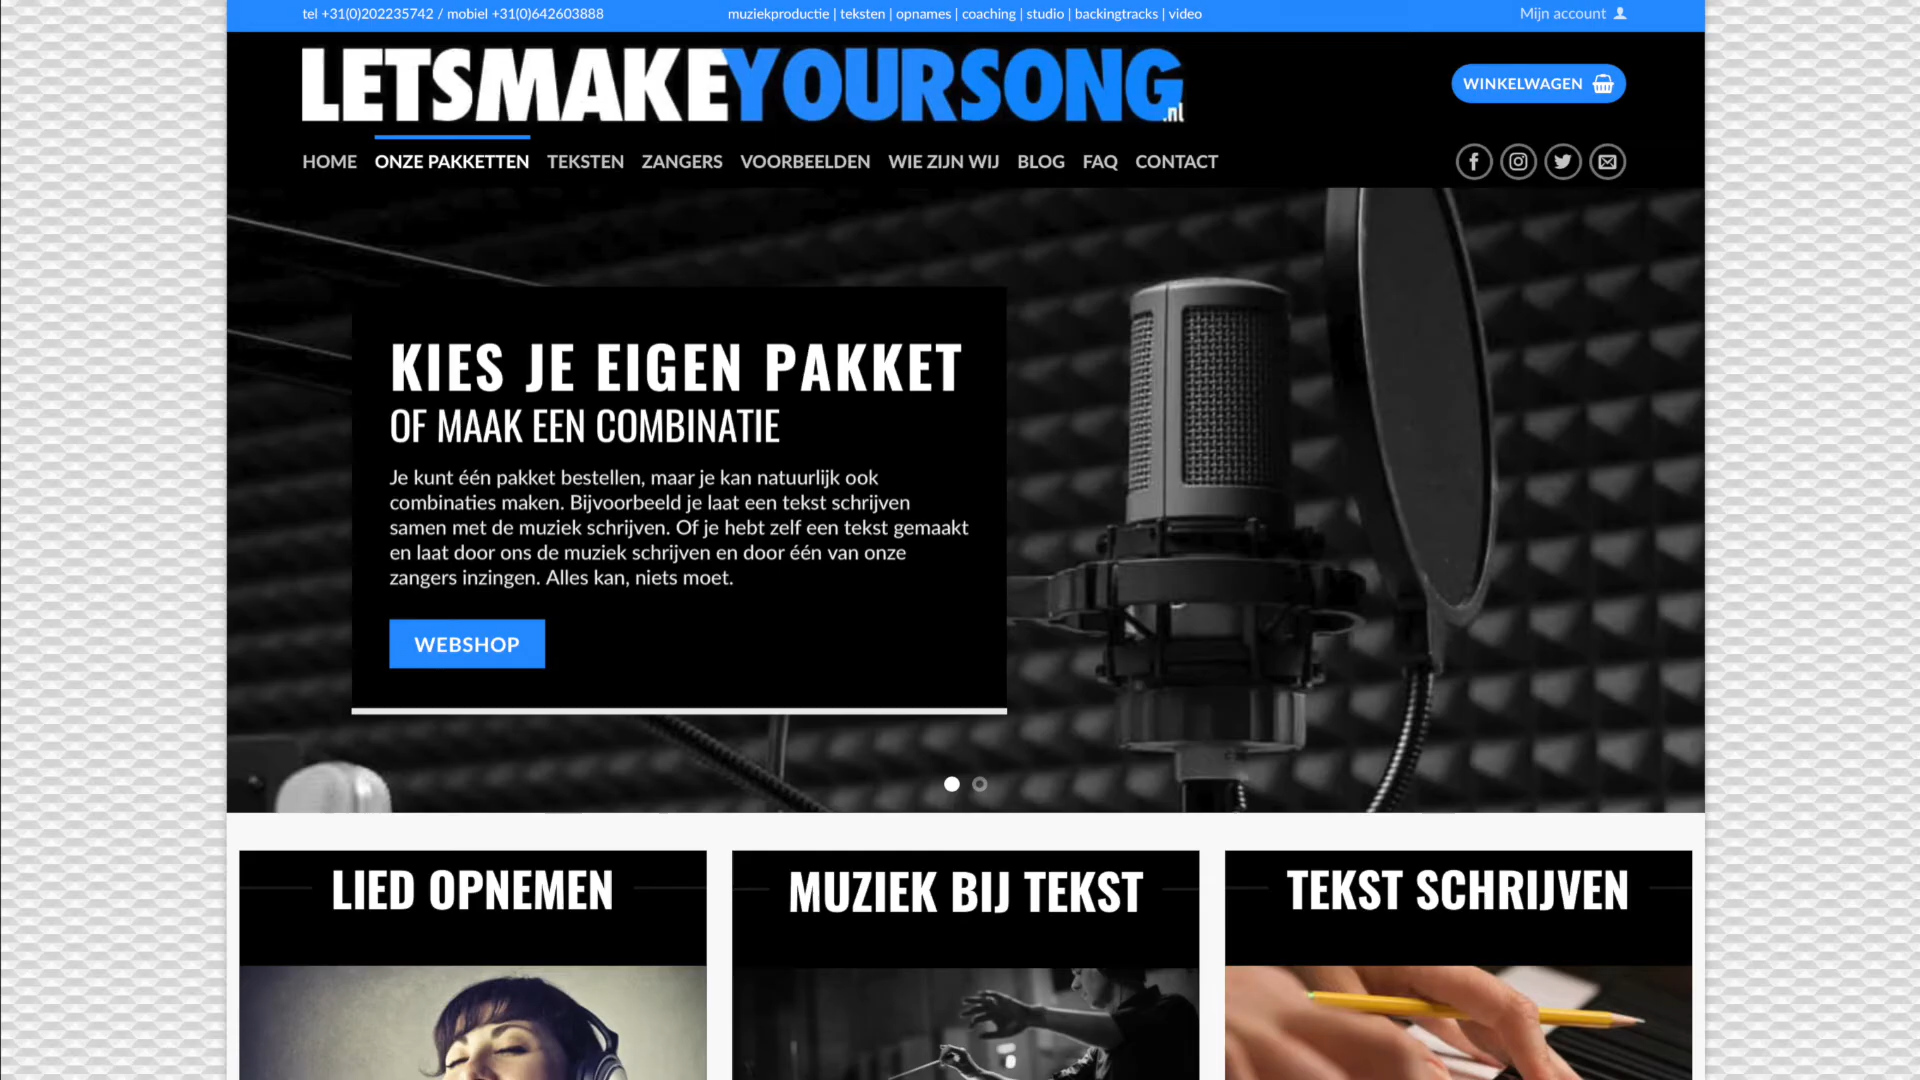 tel +31(0)202235742 / mobiel +31(0)642603888
muziekproductie | teksten | opnames | coaching | studio | backingtracks | video
Mijn account
LETSMAKEYOURSONG.nl
WINKELWAGEN
HOME ONZE PAKKETTEN TEKSTEN ZANGERS VOORBEELDEN WIE ZIJN WIJ BLOG FAQ CONTACT
KIES JE EIGEN PAKKET
OF MAAK EEN COMBINATIE
Je kunt één pakket bestellen, maar je kan natuurlijk ook
combinaties maken. Bijvoorbeeld je laat een tekst schrijven
samen met de muziek schrijven. Of je hebt zelf een tekst gemaakt
en laat door ons de muziek schrijven en door één van onze
zangers inzingen. Alles kan, niets moet.
WEBSHOP
LIED OPNEMEN
MUZIEK BIJ TEKST
TEKST SCHRIJVEN